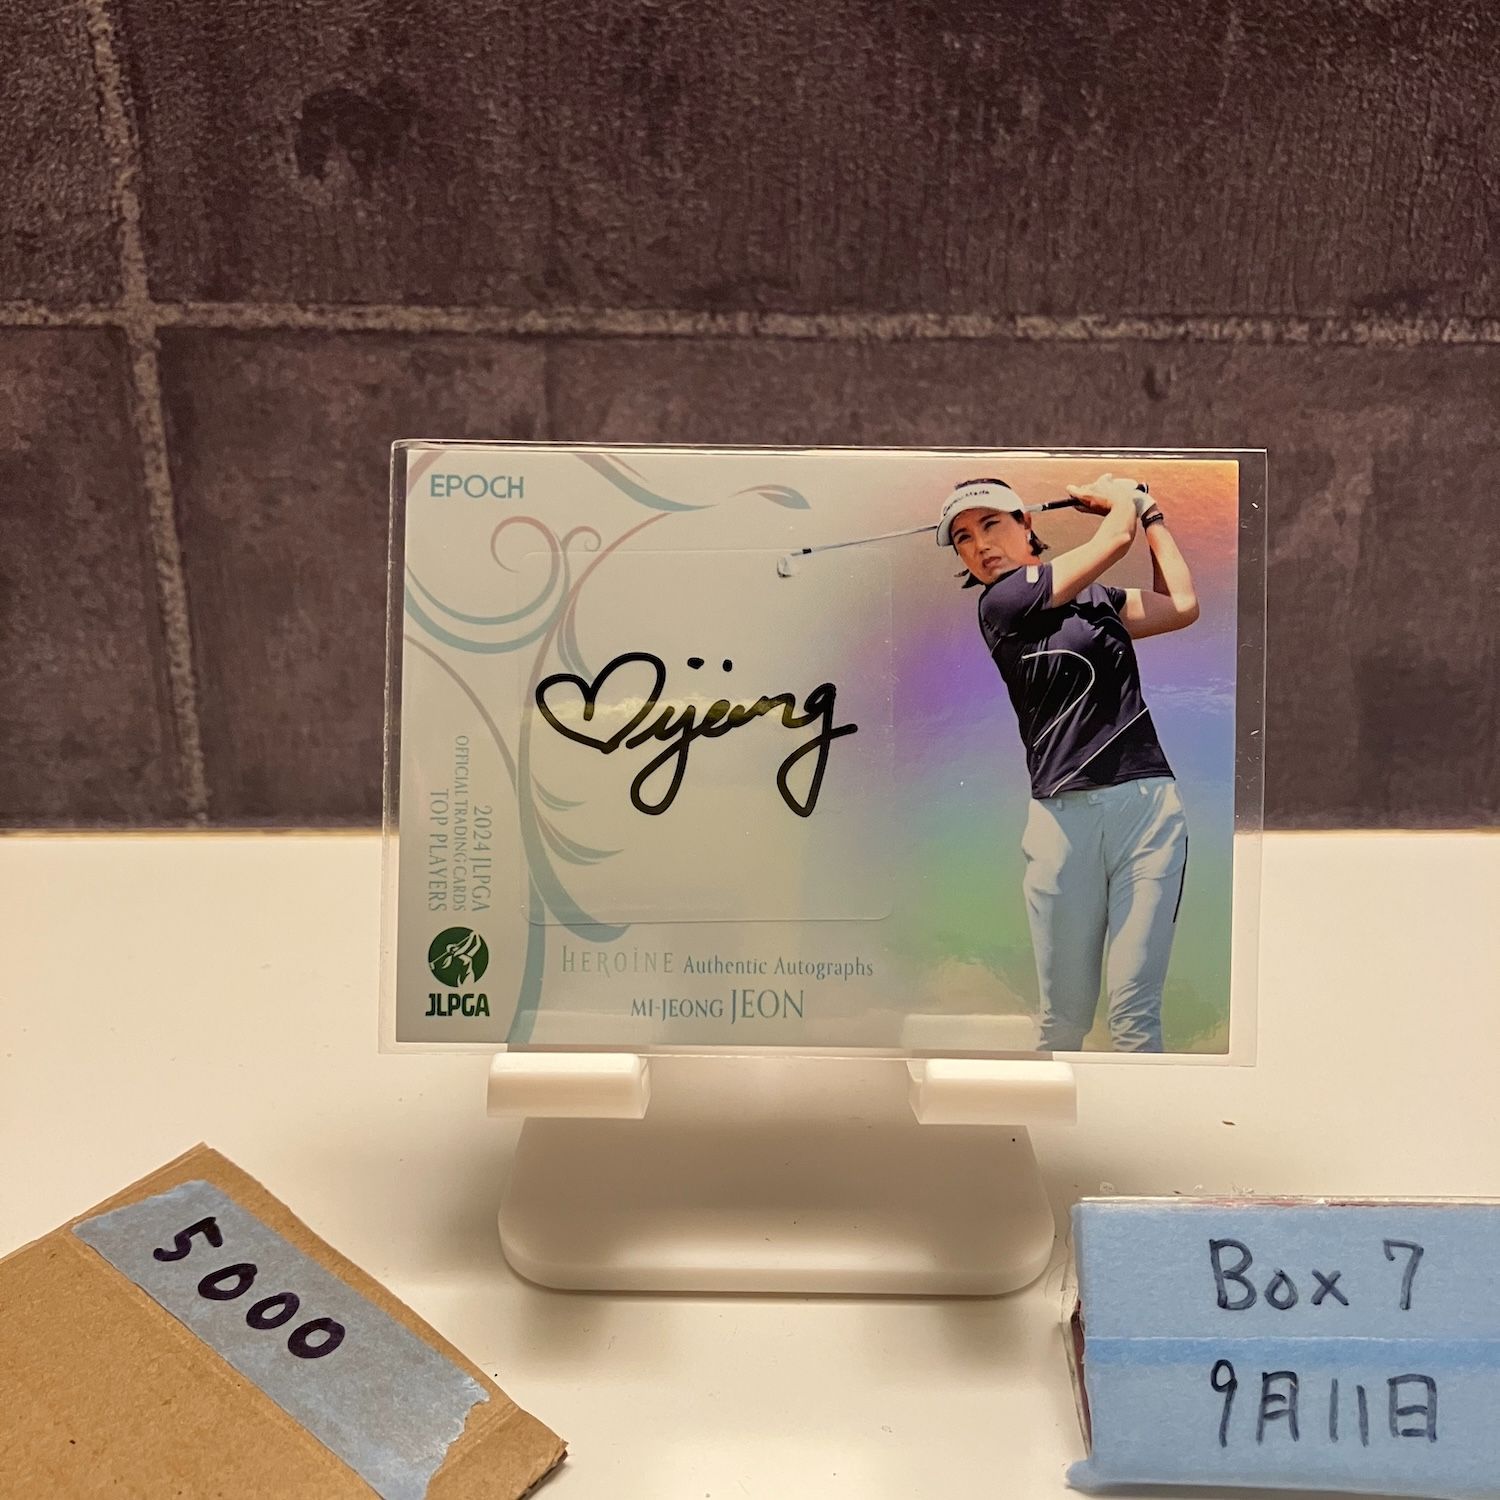 EPOCH
Mijeong
2024 JLPGA
OFFICIAL TRADING CARDS
TOP PLAYERS
JLPGA
HEROINE Authentic Autographs
MI-JEONG JEON
5000
Box 7
9月11日